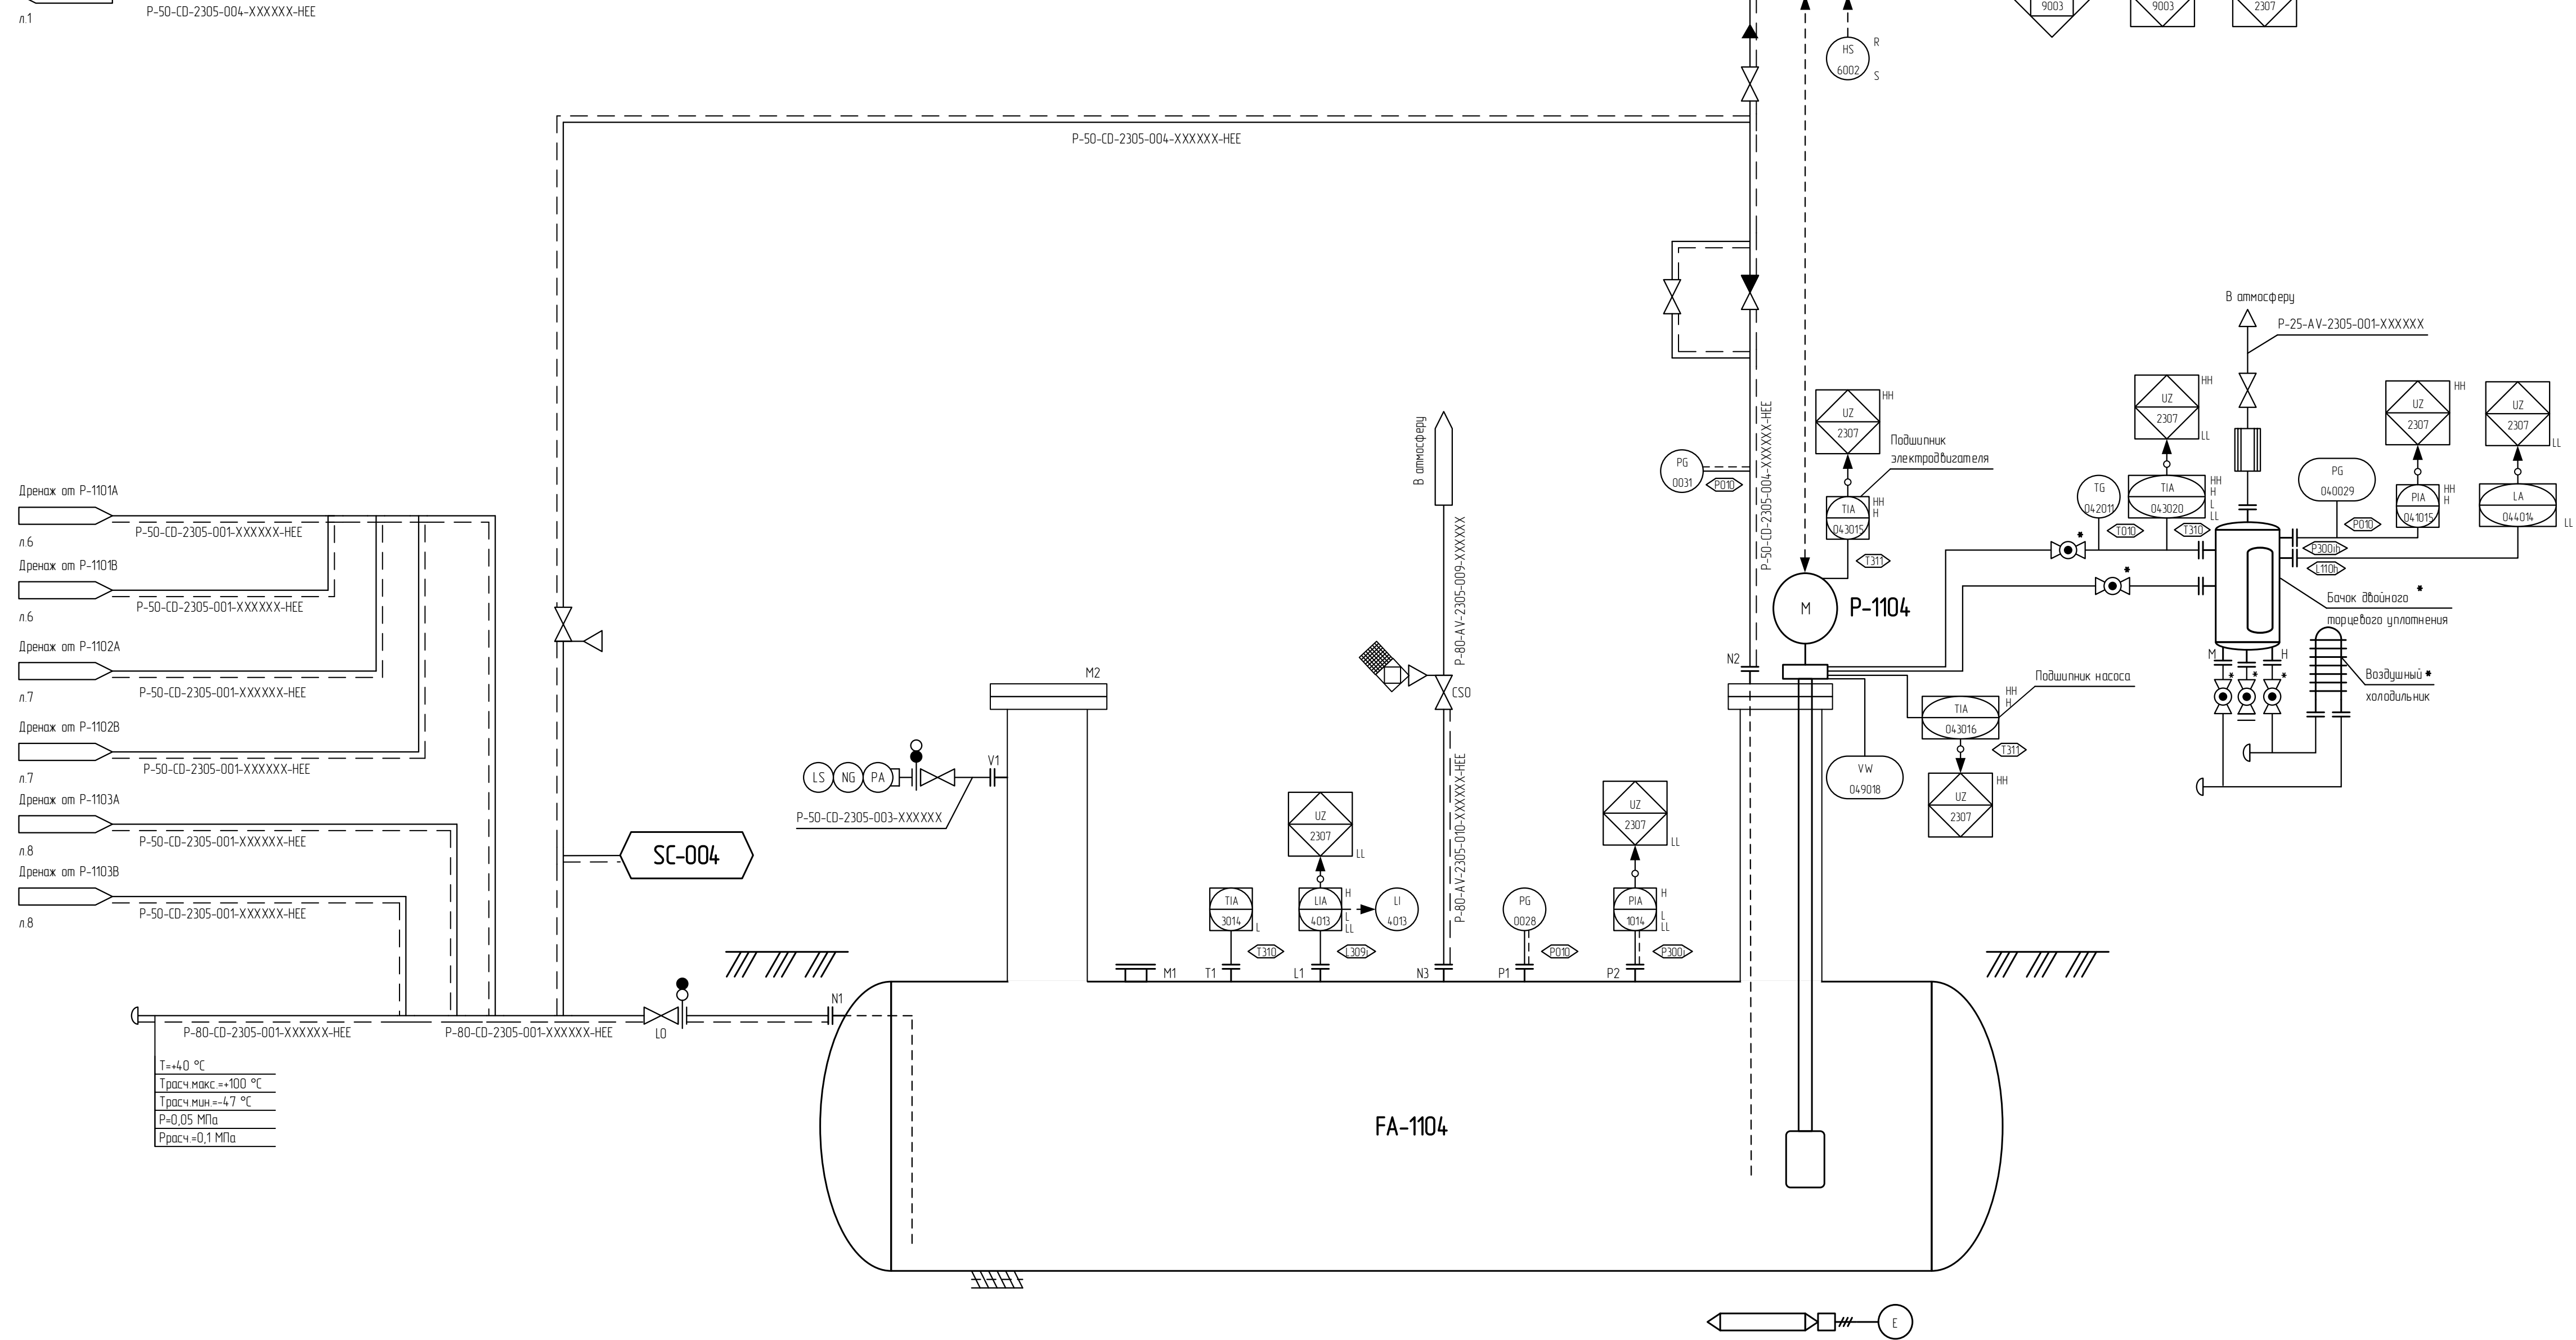 л.1
P-50-CD-2305-004-XXXXXX-HEE
9003
9003
2307
HS
6002
R
S
P-50-CD-2305-004-XXXXXX-HEE
В атмосферу
P-25-AV-2305-001-XXXXXX
UZ
2307
HH
Подшипник
электродвигателя
TIA
043015
HH
H
T311
PG
0031
P010
P-50-CD-2305-004-XXXXXX-HEE
UZ
2307
HH
LL
TG
042011
T010
TIA
043020
HH
H
L
LL
T310
PG
040029
P010
UZ
2307
HH
PIA
041015
HH
H
UZ
2307
LL
LA
044014
LL
P300ih
L110h
Бачок двойного *
торцевого уплотнения
Воздушный *
холодильник
*
*
M
H
*
*
*
M
P-1104
N2
Подшипник насоса
TIA
043016
HH
H
T311
UZ
2307
HH
VW
049018
Дренаж от P-1101A
P-50-CD-2305-001-XXXXXX-HEE
л.6
Дренаж от P-1101B
P-50-CD-2305-001-XXXXXX-HEE
л.6
Дренаж от P-1102A
P-50-CD-2305-001-XXXXXX-HEE
л.7
Дренаж от P-1102B
P-50-CD-2305-001-XXXXXX-HEE
л.7
Дренаж от P-1103A
P-50-CD-2305-001-XXXXXX-HEE
л.8
Дренаж от P-1103B
P-50-CD-2305-001-XXXXXX-HEE
л.8
SC-004
M2
LS
NG
PA
V1
P-50-CD-2305-003-XXXXXX
В атмосферу
P-80-AV-2305-009-XXXXXX
CSO
P-80-AV-2305-010-XXXXXX-HEE
UZ
2307
LL
UZ
2307
LL
TIA
3014
L
T310
LIA
4013
H
L
LL
L309i
LI
4013
PG
0028
P010
PIA
1014
H
L
LL
P300i
M1
T1
L1
N3
P1
P2
N1
LO
P-80-CD-2305-001-XXXXXX-HEE
P-80-CD-2305-001-XXXXXX-HEE
T=+40 °C
Tрасч.макс.=+100 °C
Tрасч.мин.=-47 °C
P=0,05 МПа
Pрасч.=0,1 МПа
FA-1104
E